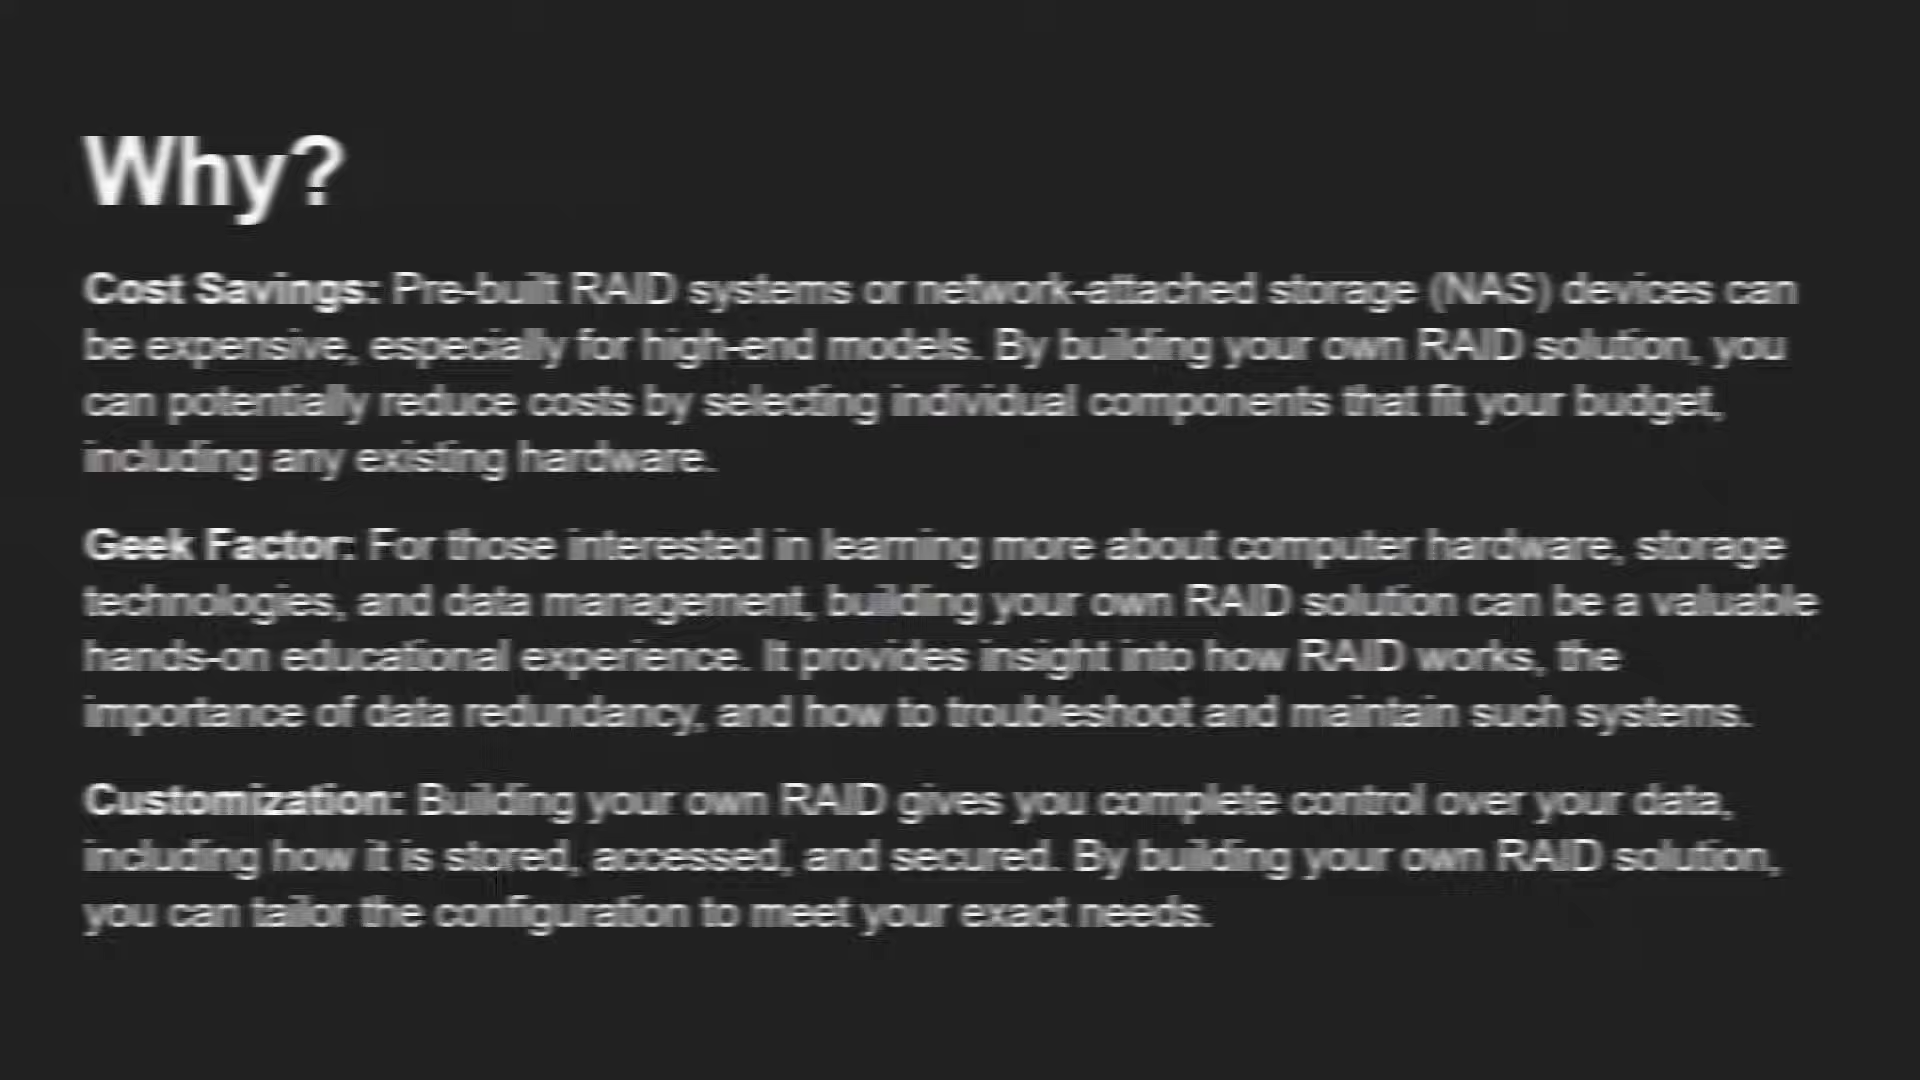 Why?
Cost Savings: Pre-built RAID systems or network-attached storage (NAS) devices can
be expensive, especially for high-end models. By building your own RAID solution, you
can potentially reduce costs by selecting individual components that fit your budget,
including any existing hardware.
Geek Factor: For those interested in learning more about computer hardware, storage
technologies, and data management, building your own RAID solution can be a valuable
hands-on educational experience. It provides insight into how RAID works, the
importance of data redundancy, and how to troubleshoot and maintain such systems.
Customization: Building your own RAID gives you complete control over your data,
including how it is stored, accessed, and secured. By building your own RAID solution,
you can tailor the configuration to meet your exact needs.